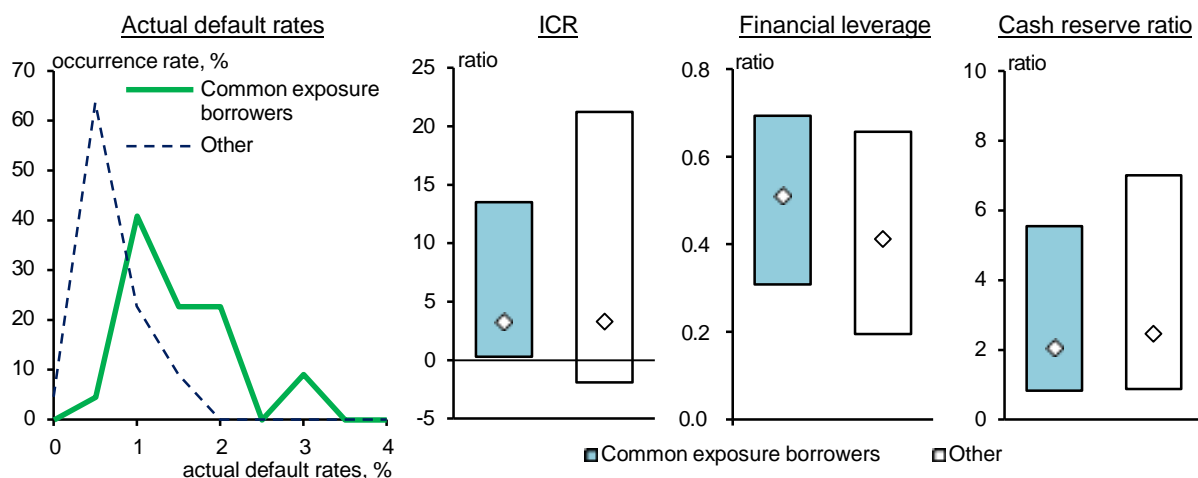 Actual default rates
occurrence rate, %
70
60
50
40
30
20
10
0
Common exposure
borrowers
Other
0 1 2 3 4
actual default rates, %
ICR
ratio
25
20
15
10
5
0
-5
Financial leverage
ratio
0.8
0.6
0.4
0.2
0.0
Cash reserve ratio
ratio
10
8
6
4
2
0
Common exposure borrowers
Other